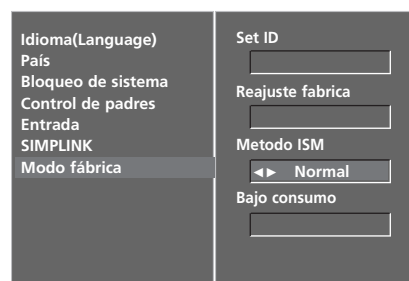 Idioma(Language)
País
Bloqueo de sistema
Control de padres
Entrada
SIMPLINK
Modo fábrica
Set ID
Reajuste fabrica
Metodo ISM
◄► Normal
Bajo consumo